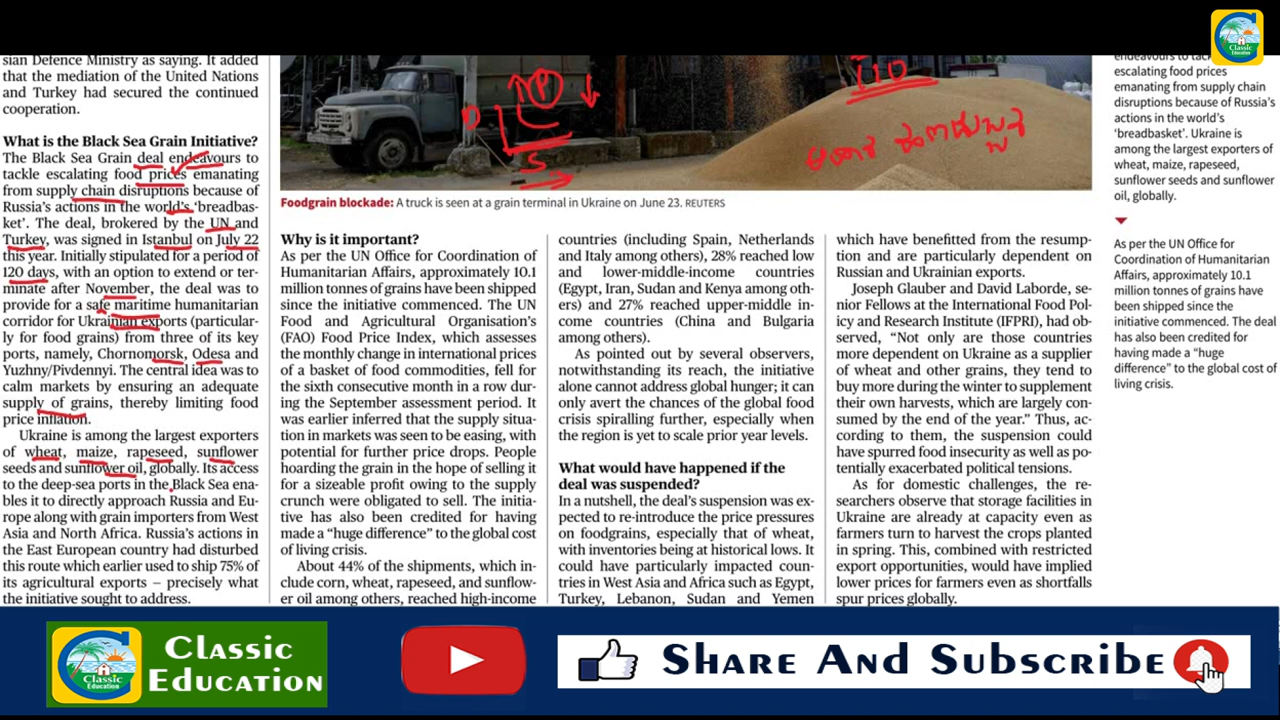 Classic
Education
sian Defence Ministry as saying. It added
that the mediation of the United Nations
and Turkey had secured the continued
cooperation.
What is the Black Sea Grain Initiative?
The Black Sea Grain deal endeavours to
tackle escalating food prices emanating
from supply chain disruptions because of
Russia's actions in the world's 'breadbas-
ket'. The deal, brokered by the UN and
Turkey, was signed in Istanbul on July 22
this year. Initially stipulated for a period of
120 days, with an option to extend or ter-
minate after November, the deal was to
provide for a safe maritime humanitarian
corridor for Ukrainian exports (particular-
ly for food grains) from three of its key
ports, namely, Chornomorsk, Odesa and
Yuzhny/Pivdennyi. The central idea was to
calm markets by ensuring an adequate
supply of grains, thereby limiting food
price inflation.
Ukraine is among the largest exporters
of wheat, maize, rapeseed, sunflower
seeds and sunflower oil, globally. Its access
to the deep-sea ports in the Black Sea ena-
bles it to directly approach Russia and Eu-
rope along with grain importers from West
Asia and North Africa. Russia's actions in
the East European country had disturbed
this route which earlier used to ship 75% of
its agricultural exports – precisely what
the initiative sought to address.
Foodgrain blockade: A truck is seen at a grain terminal in Ukraine on June 23. REUTERS
Why is it important?
As per the UN Office for Coordination of
Humanitarian Affairs, approximately 10.1
million tonnes of grains have been shipped
since the initiative commenced. The UN
Food and Agricultural Organisation's
(FAO) Food Price Index, which assesses
the monthly change in international prices
of a basket of food commodities, fell for
the sixth consecutive month in a row dur-
ing the September assessment period. It
was earlier inferred that the supply situa-
tion in markets was seen to be easing, with
potential for further price drops. People
hoarding the grain in the hope of selling it
for a sizeable profit owing to the supply
crunch were obligated to sell. The initia-
tive has also been credited for having
made a "huge difference" to the global cost
of living crisis.
About 44% of the shipments, which in-
clude corn, wheat, rapeseed, and sunflow-
er oil among others, reached high-income
countries (including Spain, Netherlands
and Italy among others), 28% reached low
and lower-middle-income countries
(Egypt, Iran, Sudan and Kenya among oth-
ers) and 27% reached upper-middle in-
come countries (China and Bulgaria
among others).
As pointed out by several observers,
notwithstanding its reach, the initiative
alone cannot address global hunger; it can
only avert the chances of the global food
crisis spiralling further, especially when
the region is yet to scale prior year levels.
What would have happened if the
deal was suspended?
In a nutshell, the deal's suspension was ex-
pected to re-introduce the price pressures
on foodgrains, especially that of wheat,
with inventories being at historical lows. It
could have particularly impacted coun-
tries in West Asia and Africa such as Egypt,
Turkey, Lebanon, Sudan and Yemen
which have benefitted from the resump-
tion and are particularly dependent on
Russian and Ukrainian exports.
Joseph Glauber and David Laborde, se-
nior Fellows at the International Food Pol-
icy and Research Institute (IFPRI), had ob-
served, "Not only are those countries
more dependent on Ukraine as a supplier
of wheat and other grains, they tend to
buy more during the winter to supplement
their own harvests, which are largely con-
sumed by the end of the year." Thus, ac-
cording to them, the suspension could
have spurred food insecurity as well as po-
tentially exacerbated political tensions.
As for domestic challenges, the re-
searchers observe that storage facilities in
Ukraine are already at capacity even as
farmers turn to harvest the crops planted
in spring. This, combined with restricted
export opportunities, would have implied
lower prices for farmers even as shortfalls
spur prices globally.
endeavours to tackle
escalating food prices
emanating from supply chain
disruptions because of Russia's
actions in the world's
'breadbasket'. Ukraine is
among the largest exporters of
wheat, maize, rapeseed,
sunflower seeds and sunflower
oil, globally.
As per the UN Office for
Coordination of Humanitarian
Affairs, approximately 10.1
million tonnes of grains have
been shipped since the
initiative commenced. The deal
has also been credited for
having made a "huge
difference" to the global cost of
living crisis.
Classic
Education
Classic
Education
Share And Subscribe